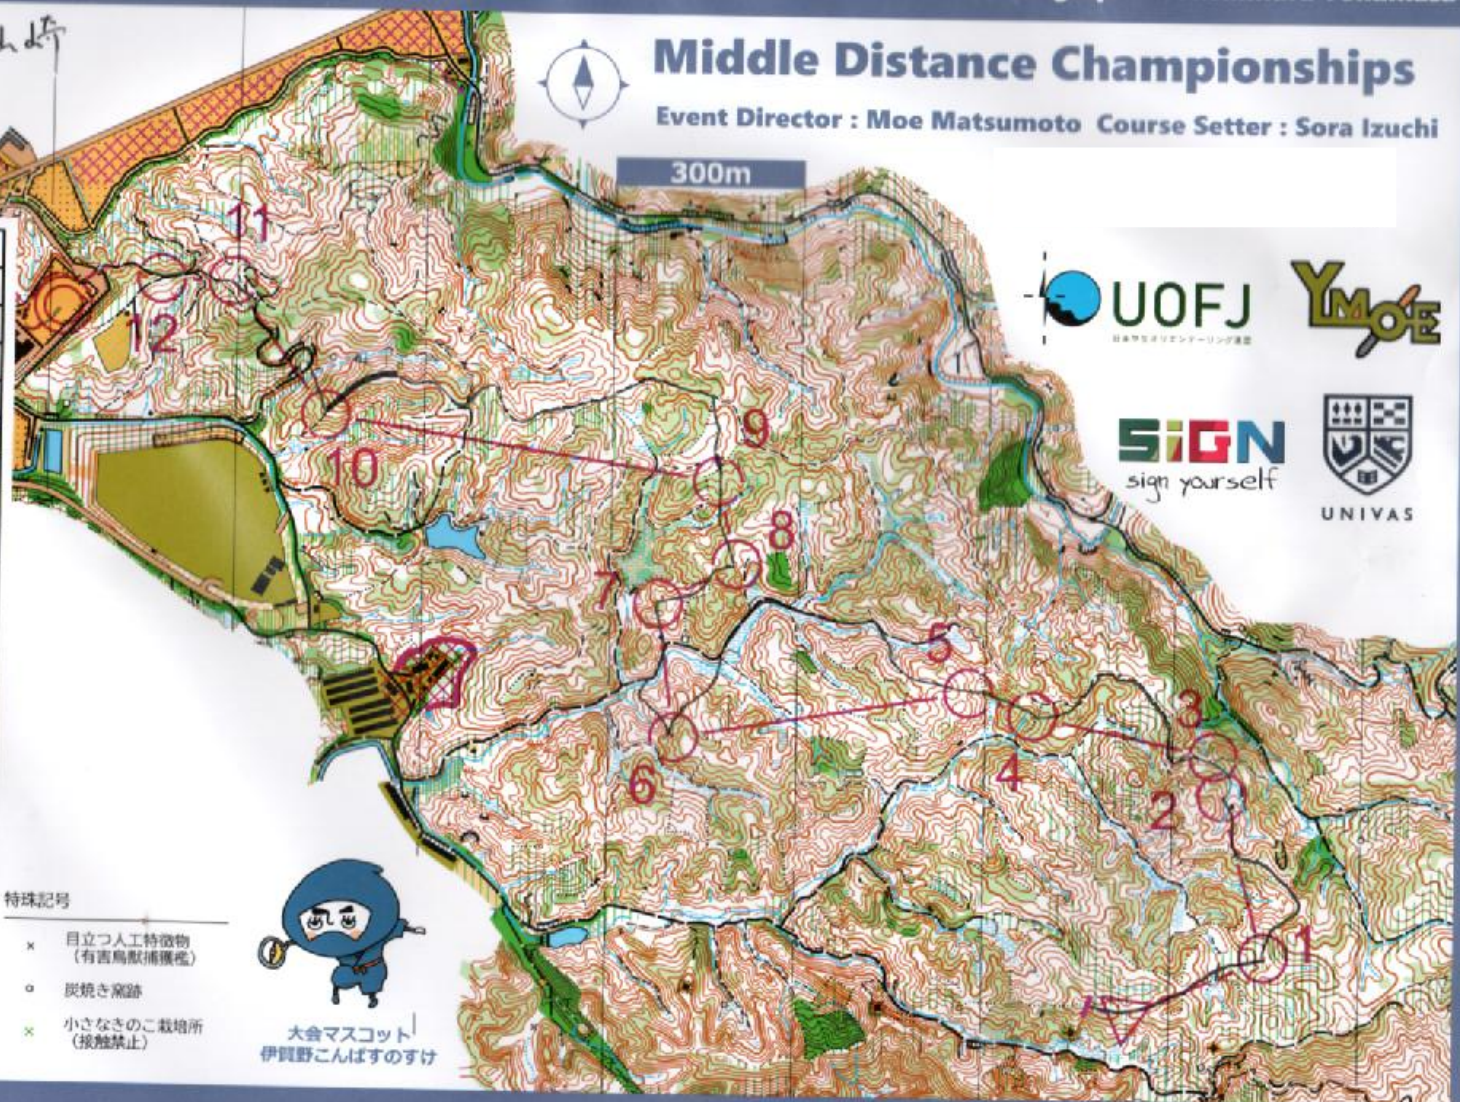 Middle Distance Championships
Event Director : Moe Matsumoto Course Setter : Sora Izuchi
300m
UOFJ
YMOE
SiGN
sign yourself
UNIVAS
11
12
10
9
8
7
5
3
6
4
2
1
特殊記号
× 目立つ人工特徴物
(有害鳥獣捕獲檻)
○ 炭焼き窯跡
× 小さなきのこ栽培所
(接触禁止)
大会マスコット
伊賀野こんぱすのすけ